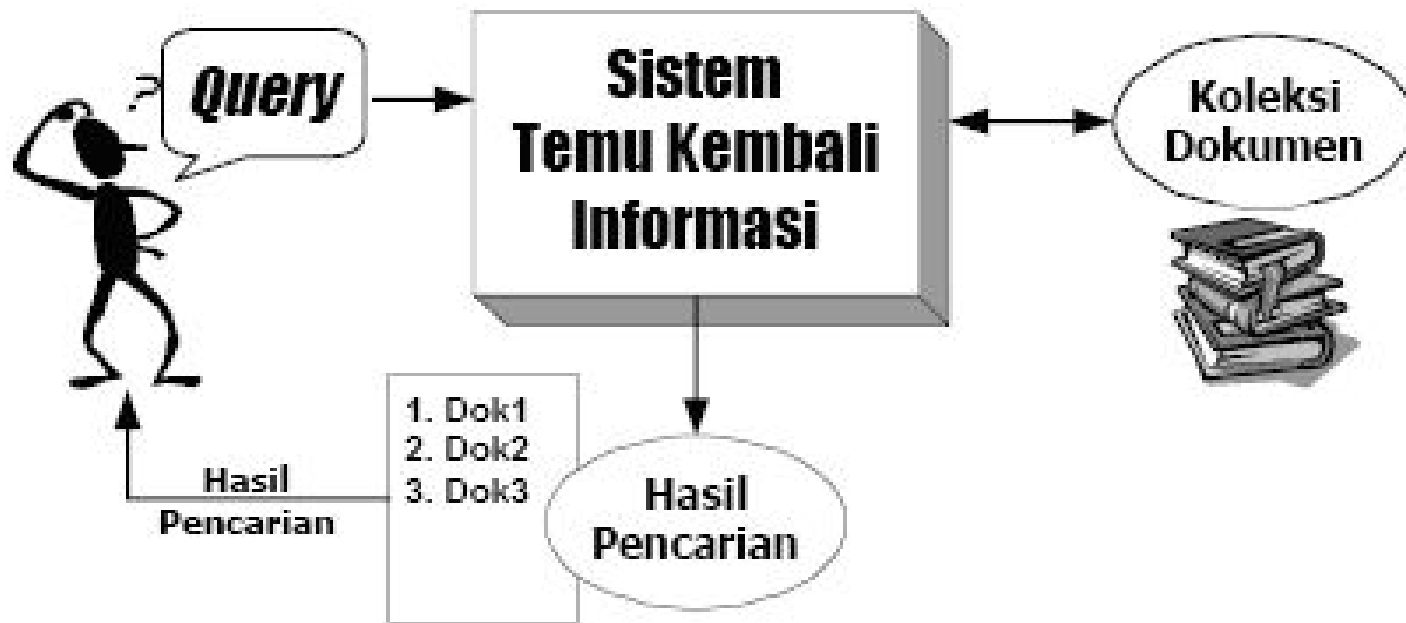 ?
Query
Sistem
Temu Kembali
Informasi
Koleksi
Dokumen
1. Dok1
2. Dok2
3. Dok3
Hasil
Pencarian
Hasil
Pencarian